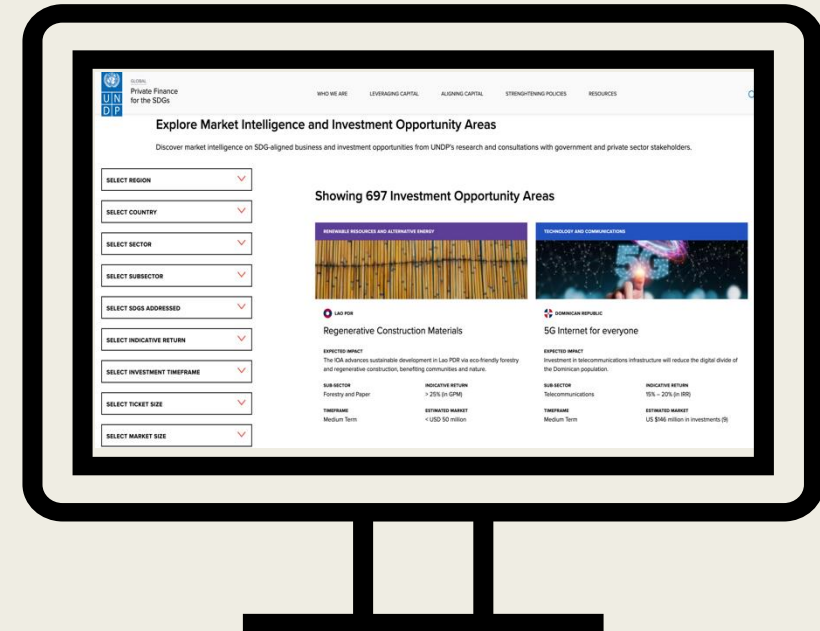 GLOBAL
Private Finance
for the SDGs
U N
D P
WHO WE ARE LEVERAGING CAPITAL ALIGNING CAPITAL STRENGHTENING POLICIES RESOURCES
Explore Market Intelligence and Investment Opportunity Areas
Discover market intelligence on SDG-aligned business and investment opportunities from UNDP's research and consultations with government and private sector stakeholders.
SELECT REGION
SELECT COUNTRY
SELECT SECTOR
SELECT SUBSECTOR
SELECT SDGS ADDRESSED
SELECT INDICATIVE RETURN
SELECT INVESTMENT TIMEFRAME
SELECT TICKET SIZE
SELECT MARKET SIZE
Showing 697 Investment Opportunity Areas
RENEWABLE RESOURCES AND ALTERNATIVE ENERGY
LAO PDR
Regenerative Construction Materials
EXPECTED IMPACT
The IOA advances sustainable development in Lao PDR via eco-friendly forestry
and regenerative construction, benefiting communities and nature.
SUB-SECTOR INDICATIVE RETURN
Forestry and Paper > 25% (in GPM)
TIMEFRAME ESTIMATED MARKET
Medium Term < USD 50 million
TECHNOLOGY AND COMMUNICATIONS
5G
DOMINICAN REPUBLIC
5G Internet for everyone
EXPECTED IMPACT
Investment in telecommunications infrastructure will reduce the digital divide of
the Dominican population.
SUB-SECTOR INDICATIVE RETURN
Telecommunications 15% – 20% (in IRR)
TIMEFRAME ESTIMATED MARKET
Medium Term US $146 million in investments (9)